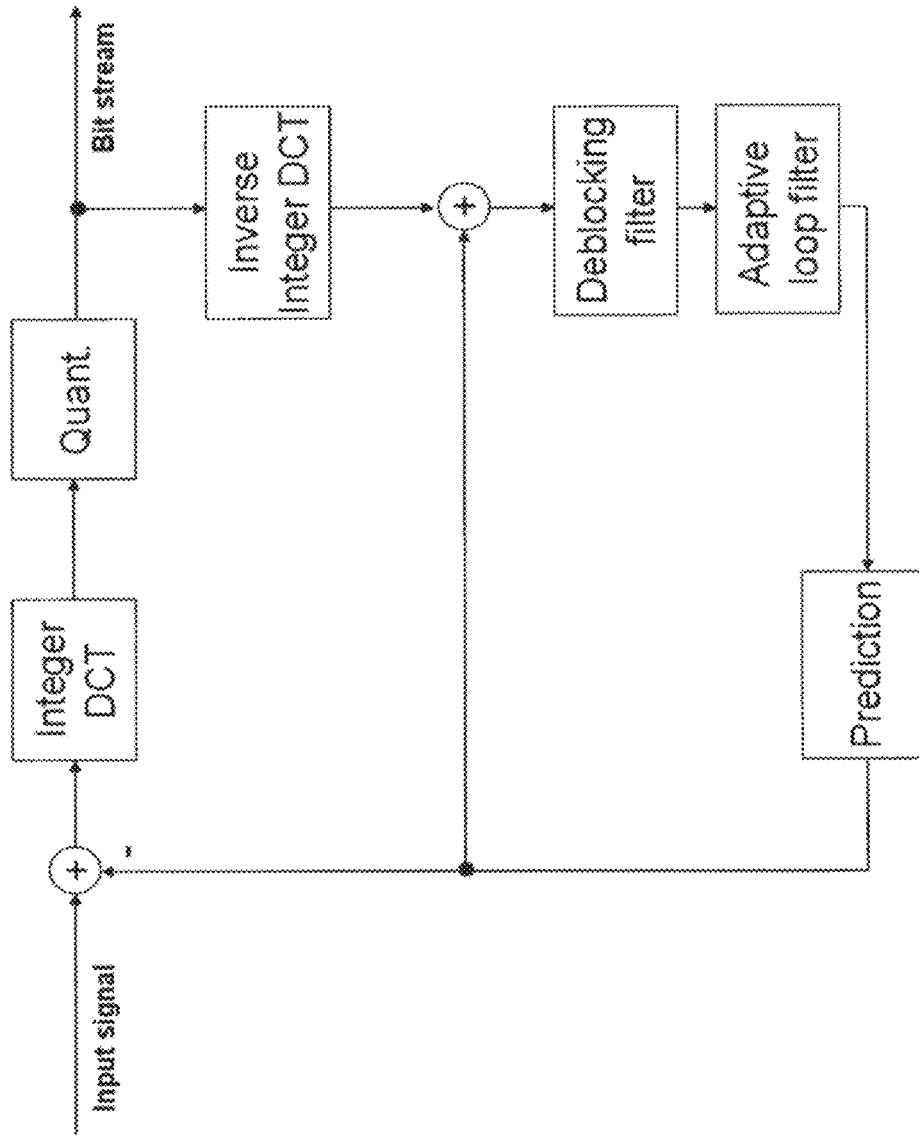 Input signal
+
-
Integer
DCT
Quant.
Bit stream
Inverse
Integer DCT
+
Deblocking
filter
Adaptive
loop filter
Prediction